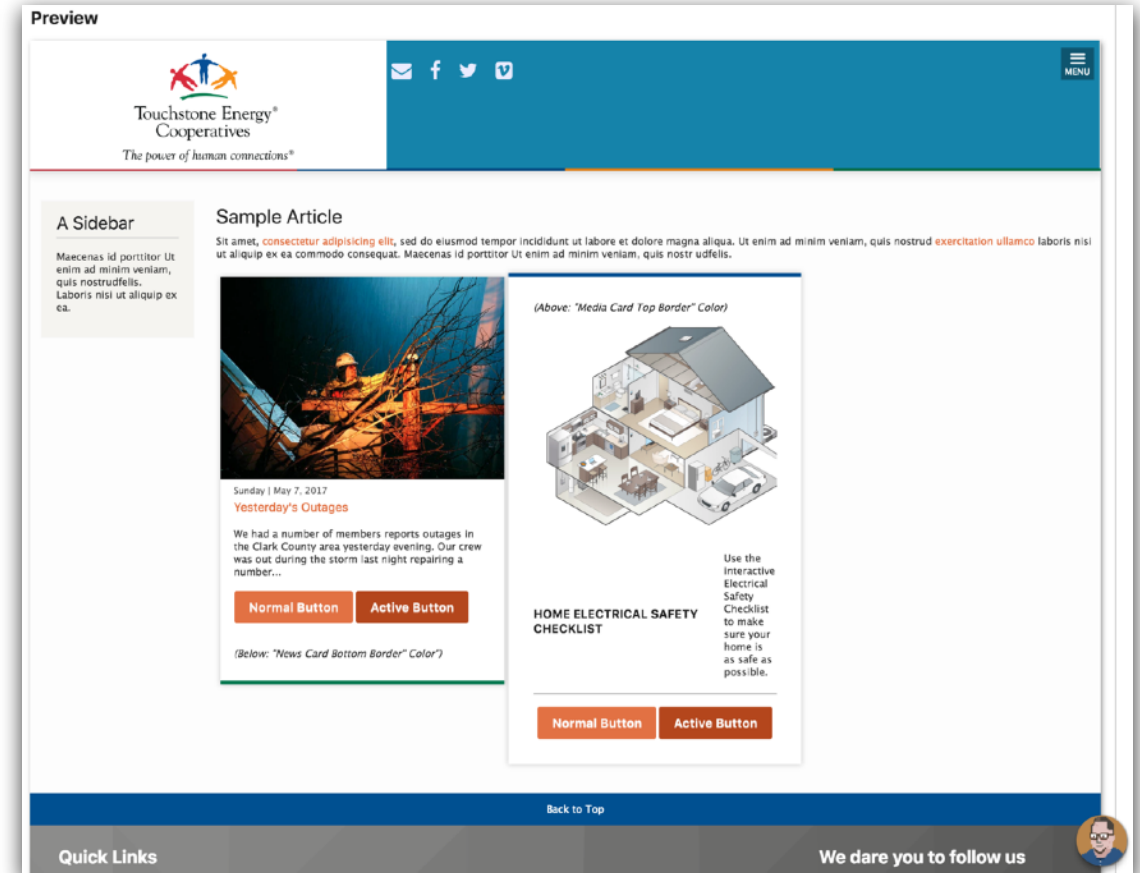 Preview
Touchstone Energy®
Cooperatives
The power of human connections®
MENU
A Sidebar
Maecenas id porttitor Ut
enim ad minim veniam,
quis nostrudfelis.
Laboris nisi ut aliquip ex
ea.
Sample Article
Sit amet, consectetur adipisicing elit, sed do eiusmod tempor incididunt ut labore et dolore magna aliqua. Ut enim ad minim veniam, quis nostrud exercitation ullamco laboris nisi
ut aliquip ex ea commodo consequat. Maecenas id porttitor Ut enim ad minim veniam, quis nostr udfelis.
Sunday | May 7, 2017
Yesterday's Outages
We had a number of members reports outages in
the Clark County area yesterday evening. Our crew
was out during the storm last night repairing a
number...
Normal Button
Active Button
(Below: "News Card Bottom Border" Color")
(Above: "Media Card Top Border" Color)
HOME ELECTRICAL SAFETY
CHECKLIST
Use the
interactive
Electrical
Safety
Checklist
to make
sure your
home is
as safe as
possible.
Normal Button
Active Button
Back to Top
Quick Links
We dare you to follow us